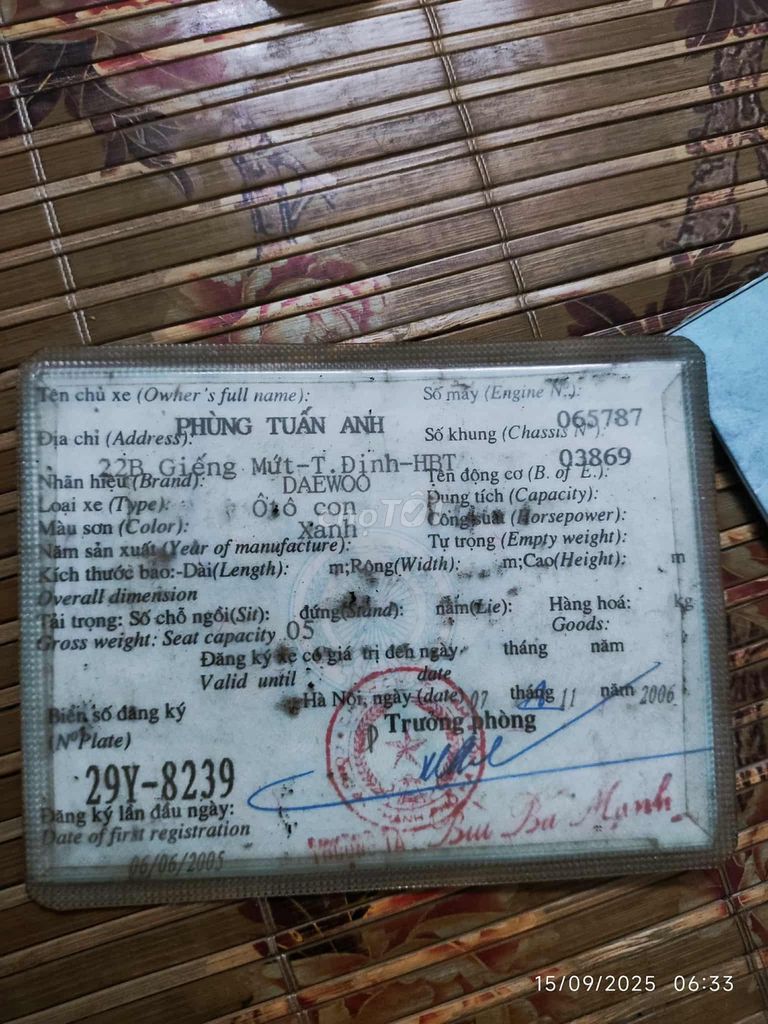 Tên chủ xe (Owher's full name):
PHÙNG TUẤN ANH
Số máy (Engine N.):
065787
Địa chỉ (Address):
22B Giếng Mứt-T.Định-HBT
Số khung (Chassis N°):
03869
Nhãn hiệu (Brand): DAEWOO
Tên động cơ (B. of E.):
Loại xe (Type): Ô tô con
Dung tích (Capacity):
Màu sơn (Color): Xanh
Công suất (Horsepower):
Năm sản xuất (Year of manufacture):
Tự trọng (Empty weight):
Kích thước bao:-Dài(Length): m;Rộng(Width): m;Cao(Height): m
Overall dimension
Tải trọng: Số chỗ ngồi(Sit): đứng(Stand): nằm(Lie): Hàng hoá: kg
Gross weight: Seat capacity 05 Goods:
Đăng ký xe có giá trị đến ngày tháng năm
Valid until date
Hà Nội, ngày (date) 07 tháng 11 năm 2006
Biển số đăng ký
(N°Plate)
P Trưởng phòng
29Y-8239
Đăng ký lần đầu ngày:
Date of first registration
06/06/2005
THƯỢNG TÁ Bùi Bá Mạnh
chợ TỐT
15/09/2025 06:33